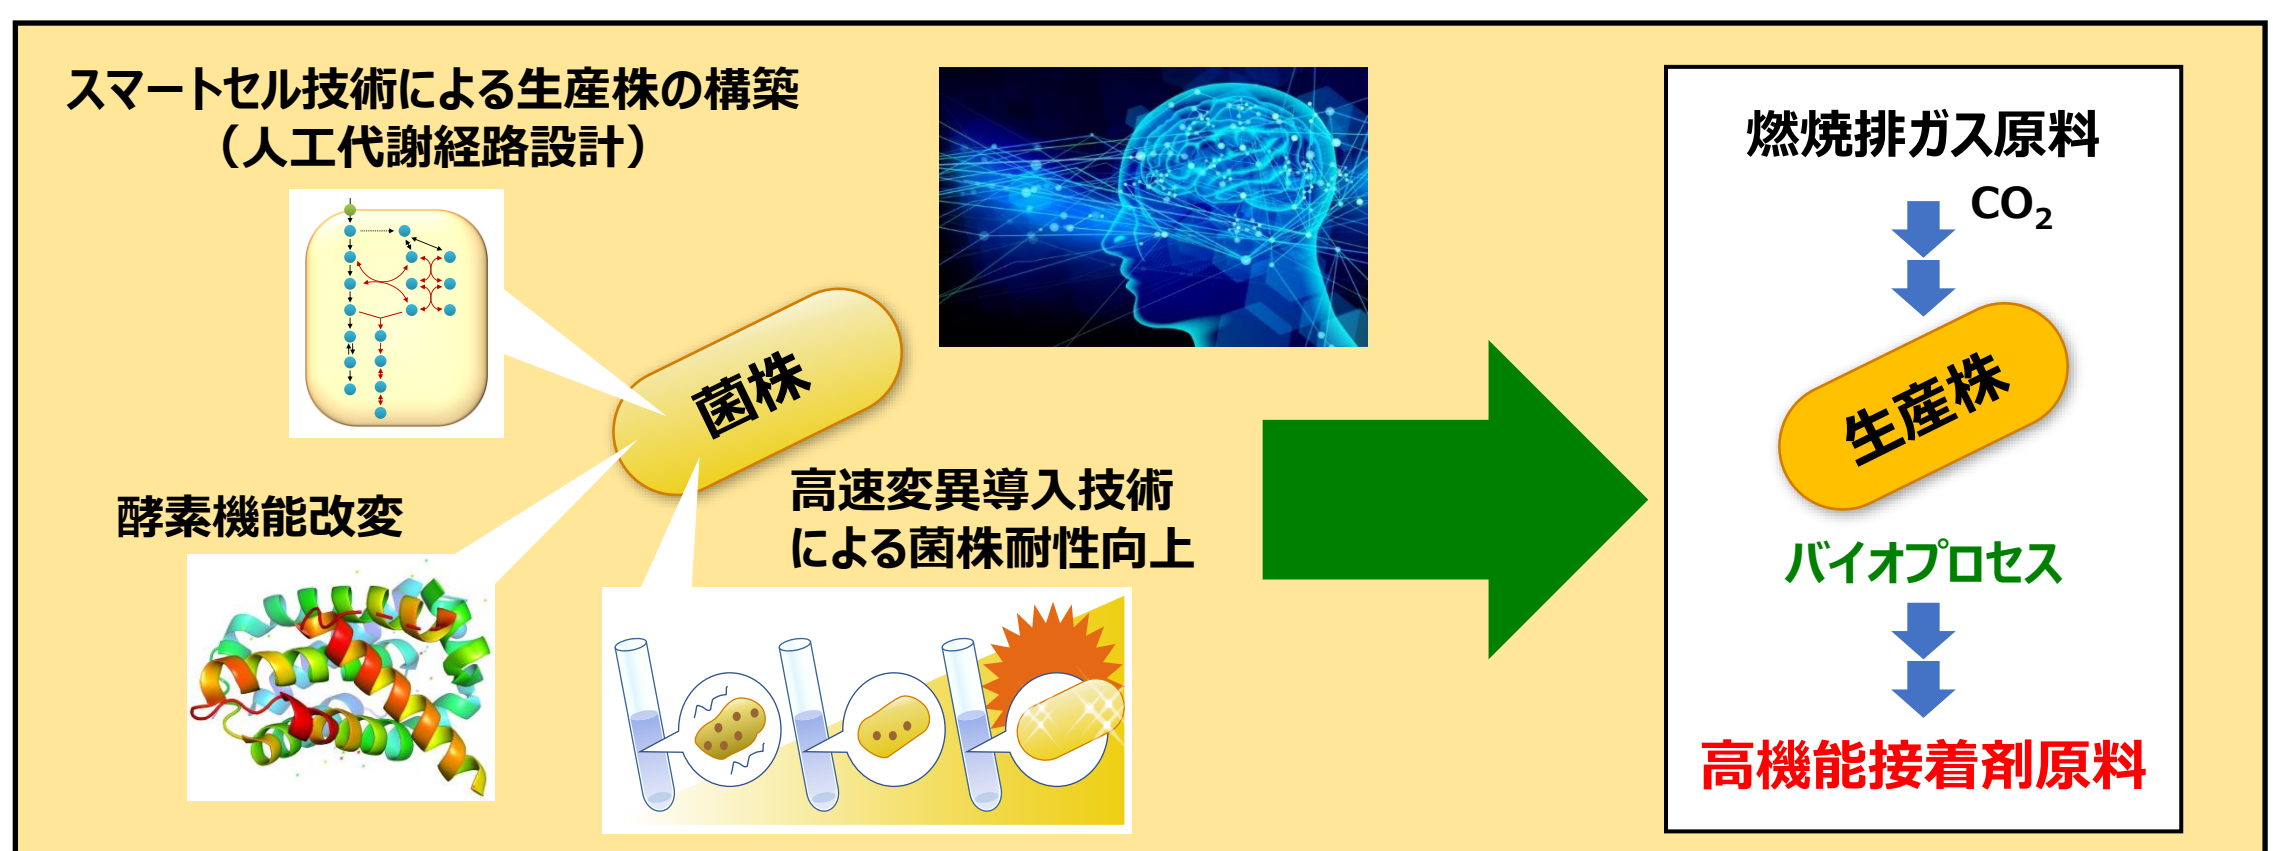 スマートセル技術による生産株の構築
（人工代謝経路設計）
菌株
酵素機能改変
高速変異導入技術
による菌株耐性向上
燃焼排ガス原料
CO₂
生産株
バイオプロセス
高機能接着剤原料